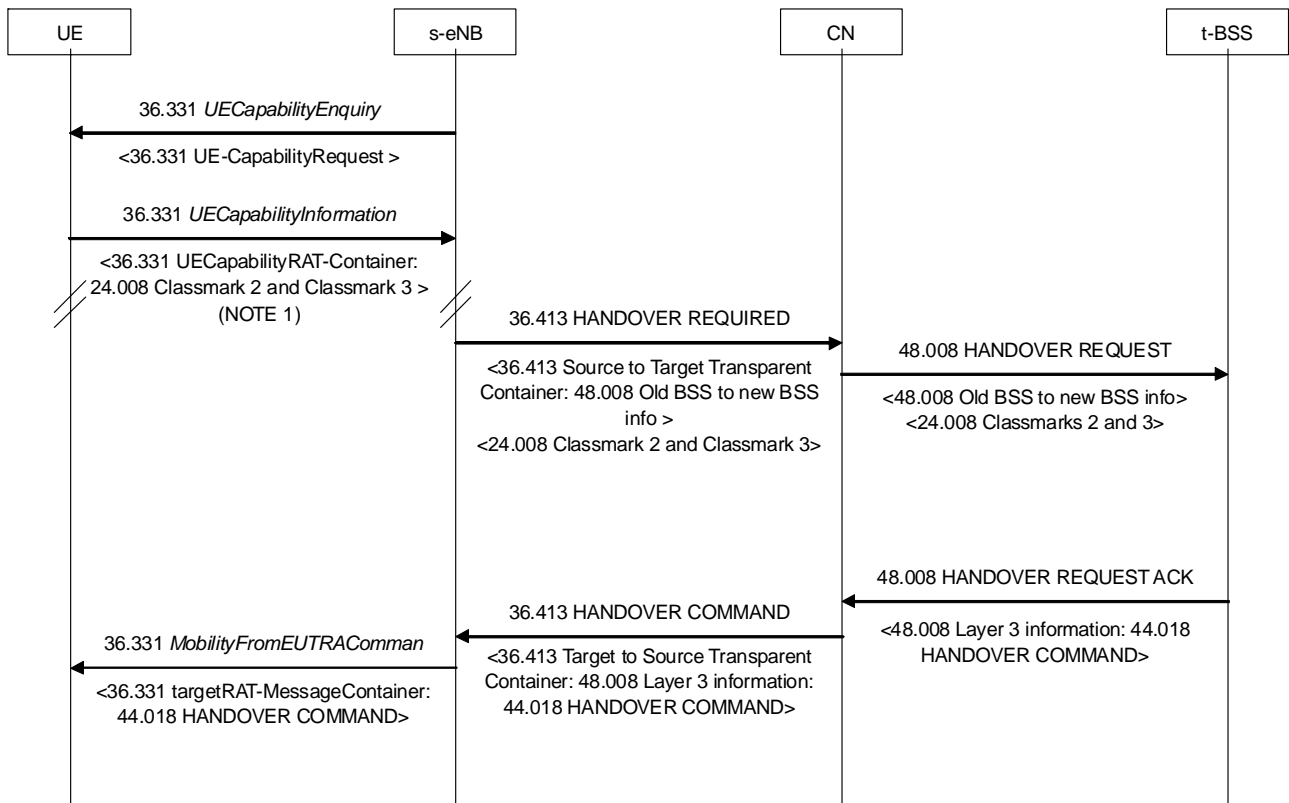 UE
s-eNB
CN
t-BSS
36.331 UECapabilityEnquiry
<36.331 UE-CapabilityRequest >
36.331 UECapabilityInformation
<36.331 UECapabilityRAT-Container:
24.008 Classmark 2 and Classmark 3 >
(NOTE 1)
36.413 HANDOVER REQUIRED
<36.413 Source to Target Transparent
Container: 48.008 Old BSS to new BSS
info >
<24.008 Classmark 2 and Classmark 3>
48.008 HANDOVER REQUEST
<48.008 Old BSS to new BSS info>
<24.008 Classmarks 2 and 3>
48.008 HANDOVER REQUEST ACK
<48.008 Layer 3 information: 44.018
HANDOVER COMMAND>
36.413 HANDOVER COMMAND
<36.413 Target to Source Transparent
Container: 48.008 Layer 3 information:
44.018 HANDOVER COMMAND>
36.331 MobilityFromEUTRAComman
<36.331 targetRAT-MessageContainer:
44.018 HANDOVER COMMAND>